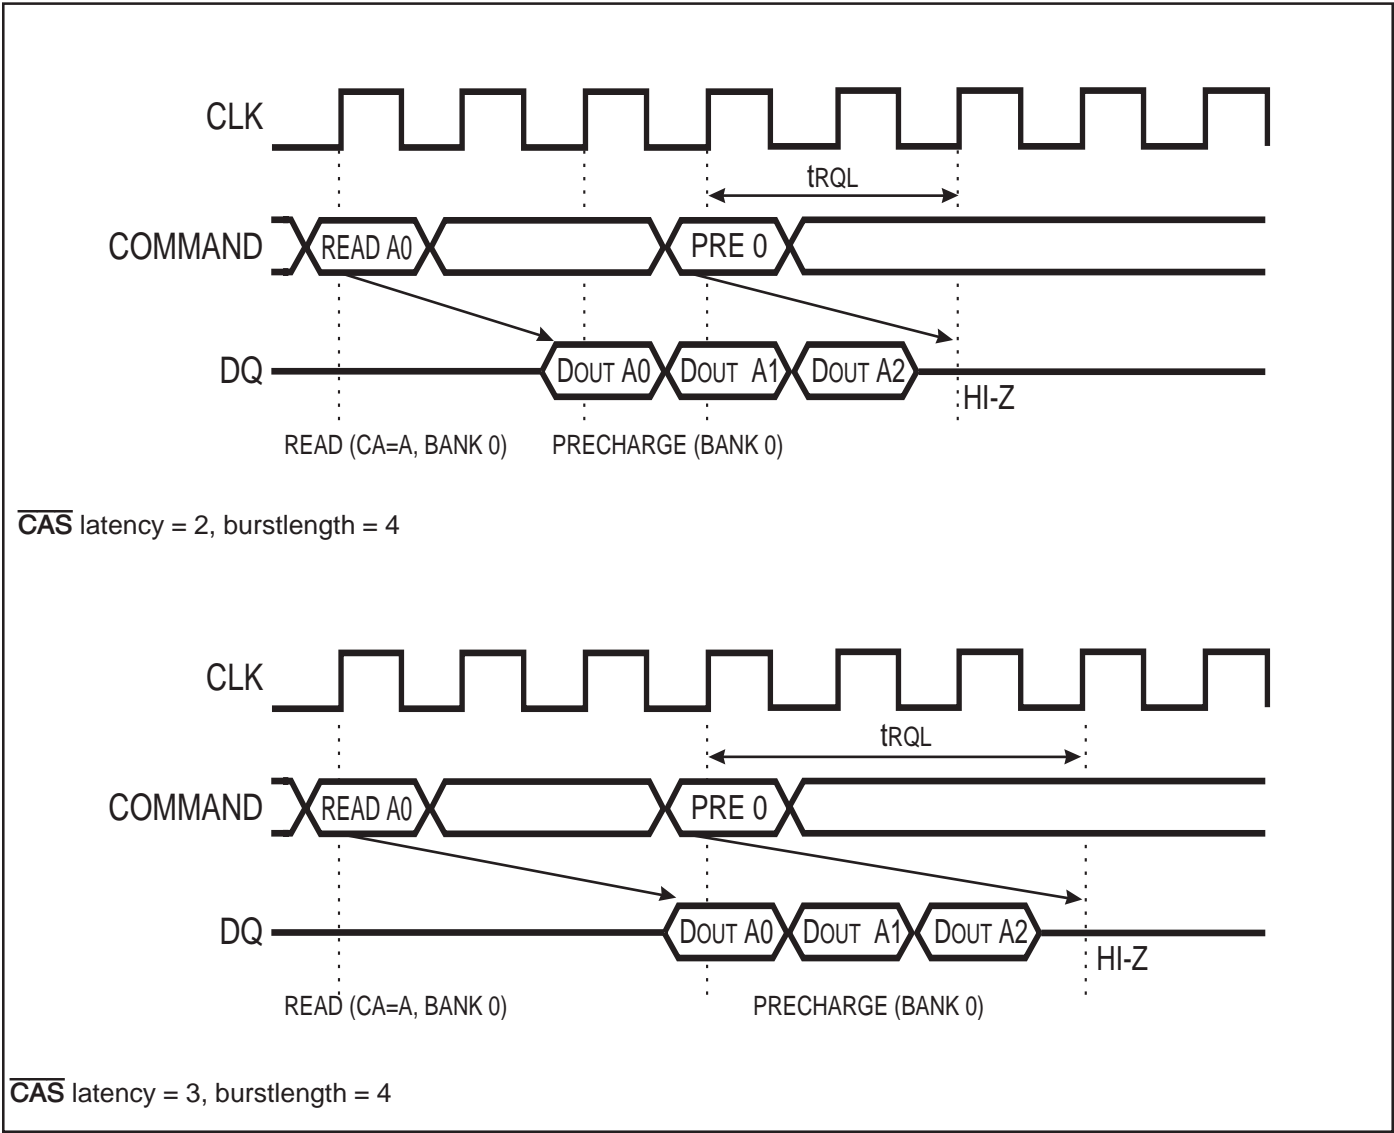 CLK
tRQL
COMMAND
READ A0
PRE 0
DQ
DOUT A0
DOUT A1
DOUT A2
HI-Z
READ (CA=A, BANK 0)
PRECHARGE (BANK 0)
CAS latency = 2, burstlength = 4
CLK
tRQL
COMMAND
READ A0
PRE 0
DQ
DOUT A0
DOUT A1
DOUT A2
HI-Z
READ (CA=A, BANK 0)
PRECHARGE (BANK 0)
CAS latency = 3, burstlength = 4